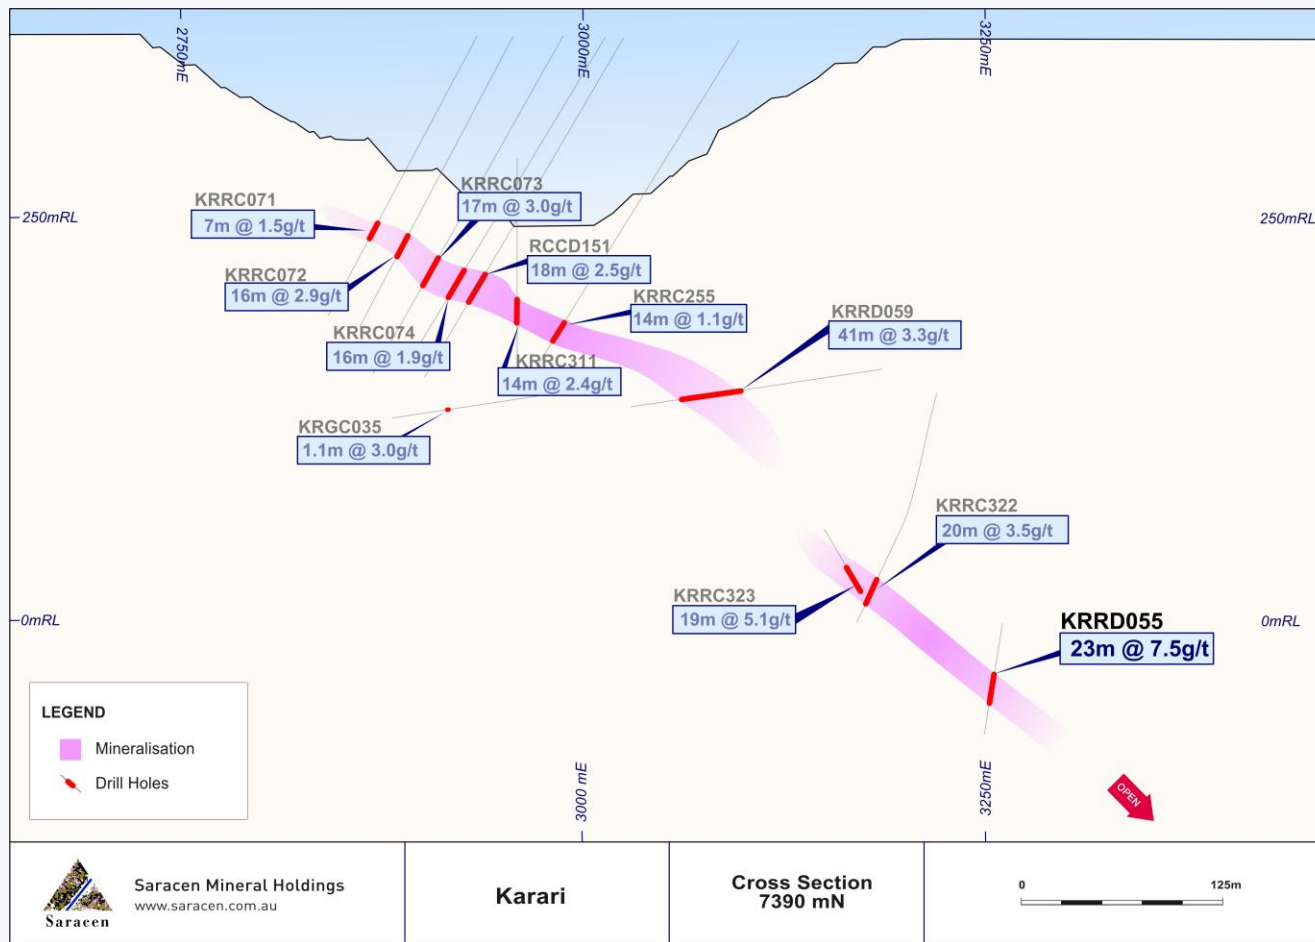 2750mE
3000mE
3250mE
KRRC071
7m @ 1.5g/t
KRRC073
17m @ 3.0g/t
250mRL
250mRL
KRRC072
16m @ 2.9g/t
RCCD151
18m @ 2.5g/t
KRRC074
16m @ 1.9g/t
KRRC255
14m @ 1.1g/t
KRRD059
41m @ 3.3g/t
KRRC311
14m @ 2.4g/t
KRGC035
1.1m @ 3.0g/t
KRRC322
20m @ 3.5g/t
KRRC323
19m @ 5.1g/t
0mRL
0mRL
KRRD055
23m @ 7.5g/t
LEGEND
Mineralisation
Drill Holes
3000 mE
3250mE
OPEN
Saracen
Saracen Mineral Holdings
www.saracen.com.au
Karari
Cross Section
7390 mN
0 125m